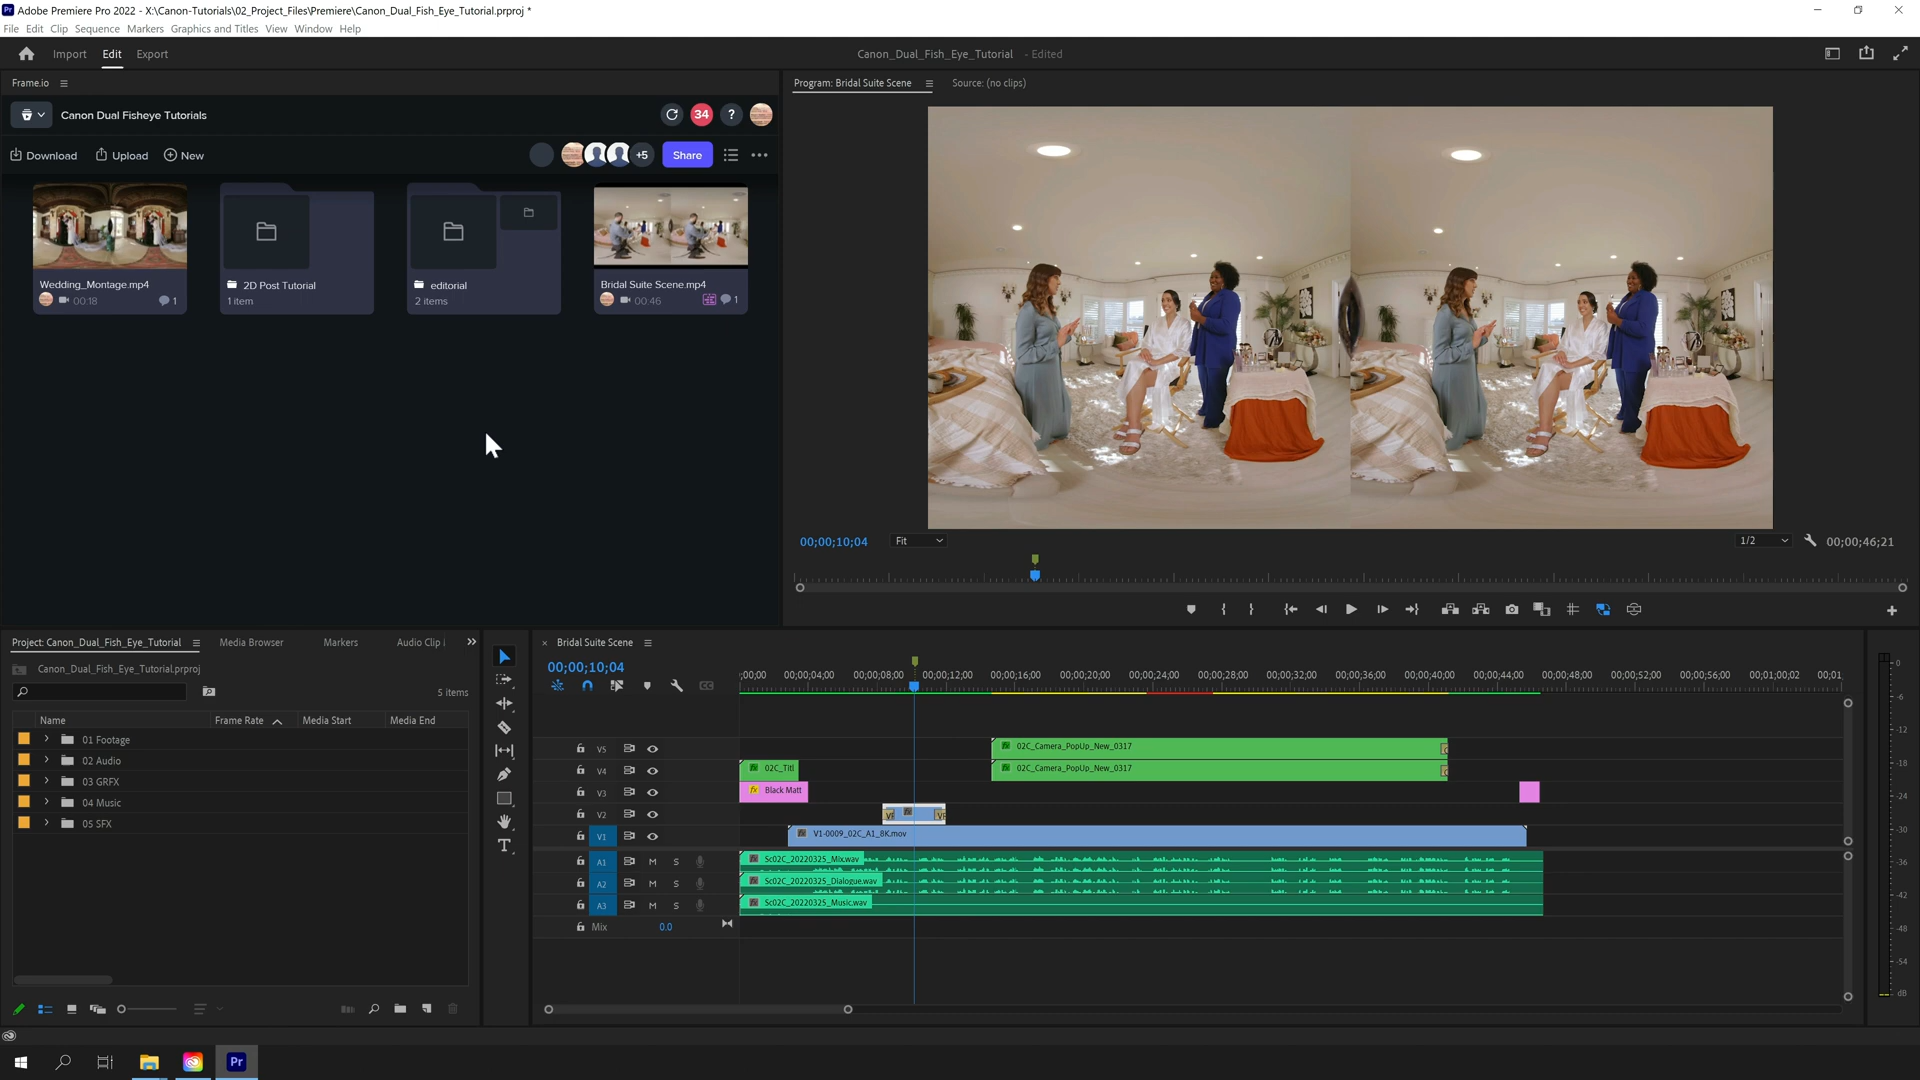 Adobe Premiere Pro 2022 - X:\Canon-Tutorials\02_Project_Files\Premiere\Canon_Dual_Fish_Eye_Tutorial.prproj *
File Edit Clip Sequence Markers Graphics and Titles View Window Help
Import Edit Export
Canon_Dual_Fish_Eye_Tutorial - Edited
Frame.io
Program: Bridal Suite Scene
Source: (no clips)
Canon Dual Fisheye Tutorials
34
?
Download Upload New
+5
Share
Wedding_Montage.mp4
00:18
1
2D Post Tutorial
1 item
editorial
2 items
Bridal Suite Scene.mp4
00:46
1
00;00;10;04
Fit
1/2
00;00;46;21
Project: Canon_Dual_Fish_Eye_Tutorial
Media Browser
Markers
Audio Clip
Canon_Dual_Fish_Eye_Tutorial.prproj
5 items
Name Frame Rate Media Start Media End
01 Footage
02 Audio
03 GRFX
04 Music
05 SFX
Bridal Suite Scene
00;00;10;04
;00;00 00;00;04;00 00;00;08;00 00;00;12;00 00;00;16;00 00;00;20;00 00;00;24;00 00;00;28;00 00;00;32;00 00;00;36;00 00;00;40;00 00;00;44;00 00;00;48;00 00;00;52;00 00;00;56;00 00;01;00;02 00;01
V5 02C_Camera_PopUp_New_0317
V4 02C_Titl 02C_Camera_PopUp_New_0317
V3 fx Black Matt
V2
V1 V1-0009_02C_A1_8K.mov
A1 M S Sc02C_20220325_Mix.wav
A2 M S Sc02C_20220325_Dialogue.wav
A3 M S Sc02C_20220325_Music.wav
Mix 0.0
0
-6
-12
-18
-24
-30
-36
-42
-48
-54
dB
Pr